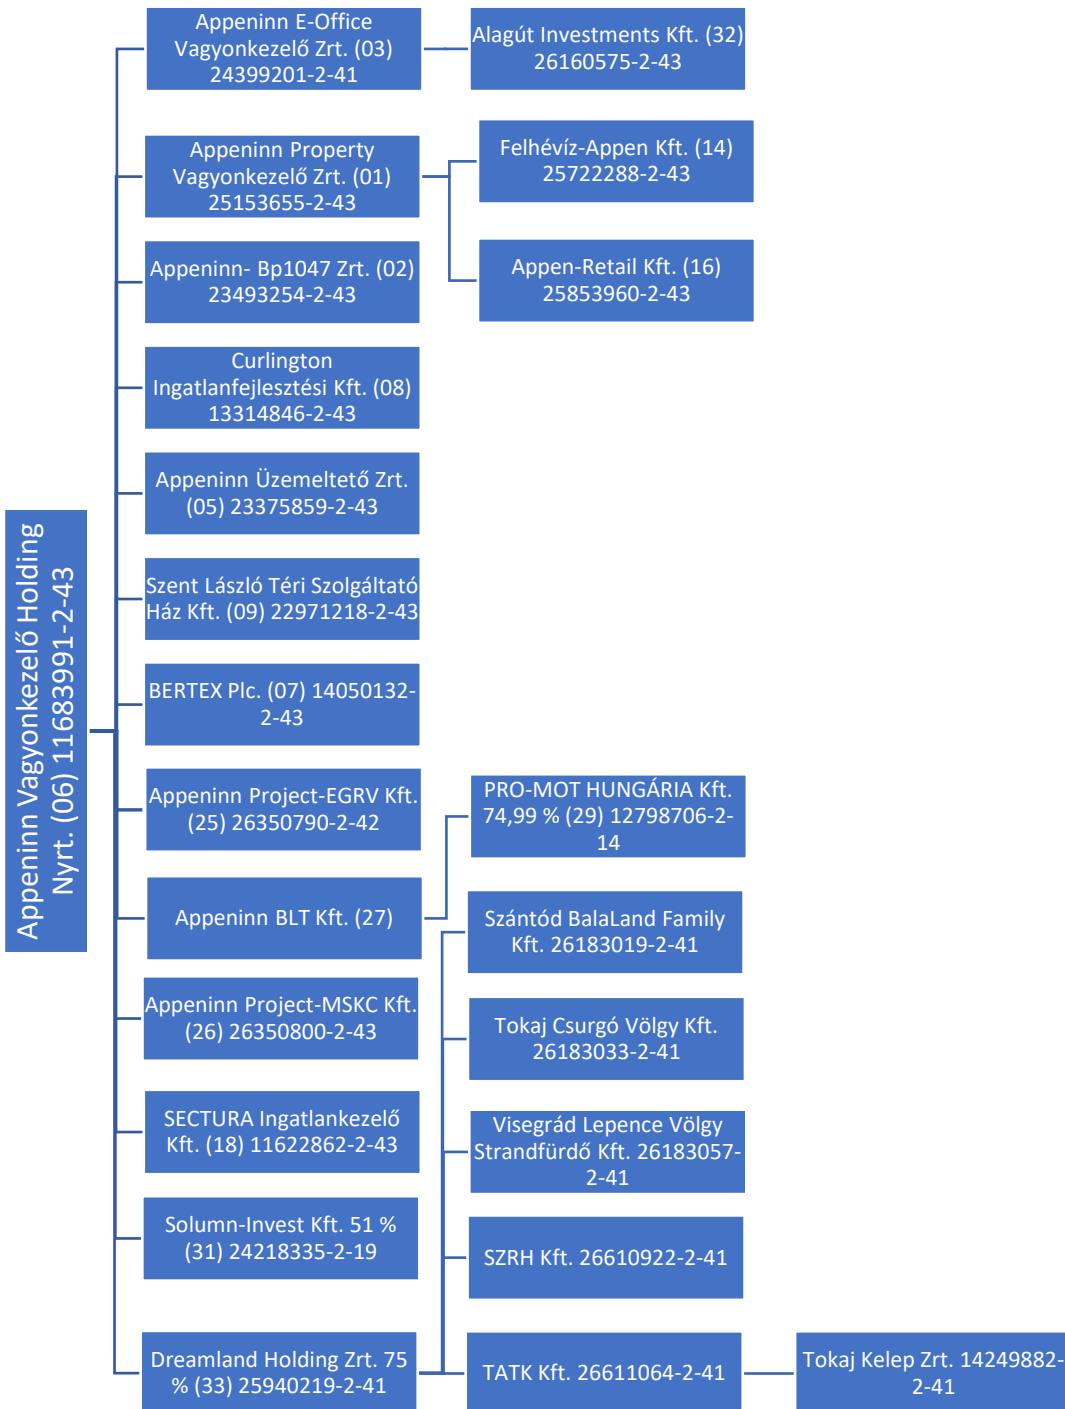 Appeninn Vagyonkezelő Holding
Nyrt. (06) 11683991-2-43
Appeninn E-Office
Vagyonkezelő Zrt. (03)
24399201-2-41
Alagút Investments Kft. (32)
26160575-2-43
Appeninn Property
Vagyonkezelő Zrt. (01)
25153655-2-43
Felhévíz-Appen Kft. (14)
25722288-2-43
Appen-Retail Kft. (16)
25853960-2-43
Appeninn- Bp1047 Zrt. (02)
23493254-2-43
Curlington
Ingatlanfejlesztési Kft. (08)
13314846-2-43
Appeninn Üzemeltető Zrt.
(05) 23375859-2-43
Szent László Téri Szolgáltató
Ház Kft. (09) 22971218-2-43
BERTEX Plc. (07) 14050132-
2-43
Appeninn Project-EGRV Kft.
(25) 26350790-2-42
Appeninn BLT Kft. (27)
PRO-MOT HUNGÁRIA Kft.
74,99 % (29) 12798706-2-
14
Appeninn Project-MSKC Kft.
(26) 26350800-2-43
SECTURA Ingatlankezelő
Kft. (18) 11622862-2-43
Solumn-Invest Kft. 51 %
(31) 24218335-2-19
Dreamland Holding Zrt. 75
% (33) 25940219-2-41
Szántód BalaLand Family
Kft. 26183019-2-41
Tokaj Csurgó Völgy Kft.
26183033-2-41
Visegrád Lepence Völgy
Strandfürdő Kft. 26183057-
2-41
SZRH Kft. 26610922-2-41
TATK Kft. 26611064-2-41
Tokaj Kelep Zrt. 14249882-
2-41